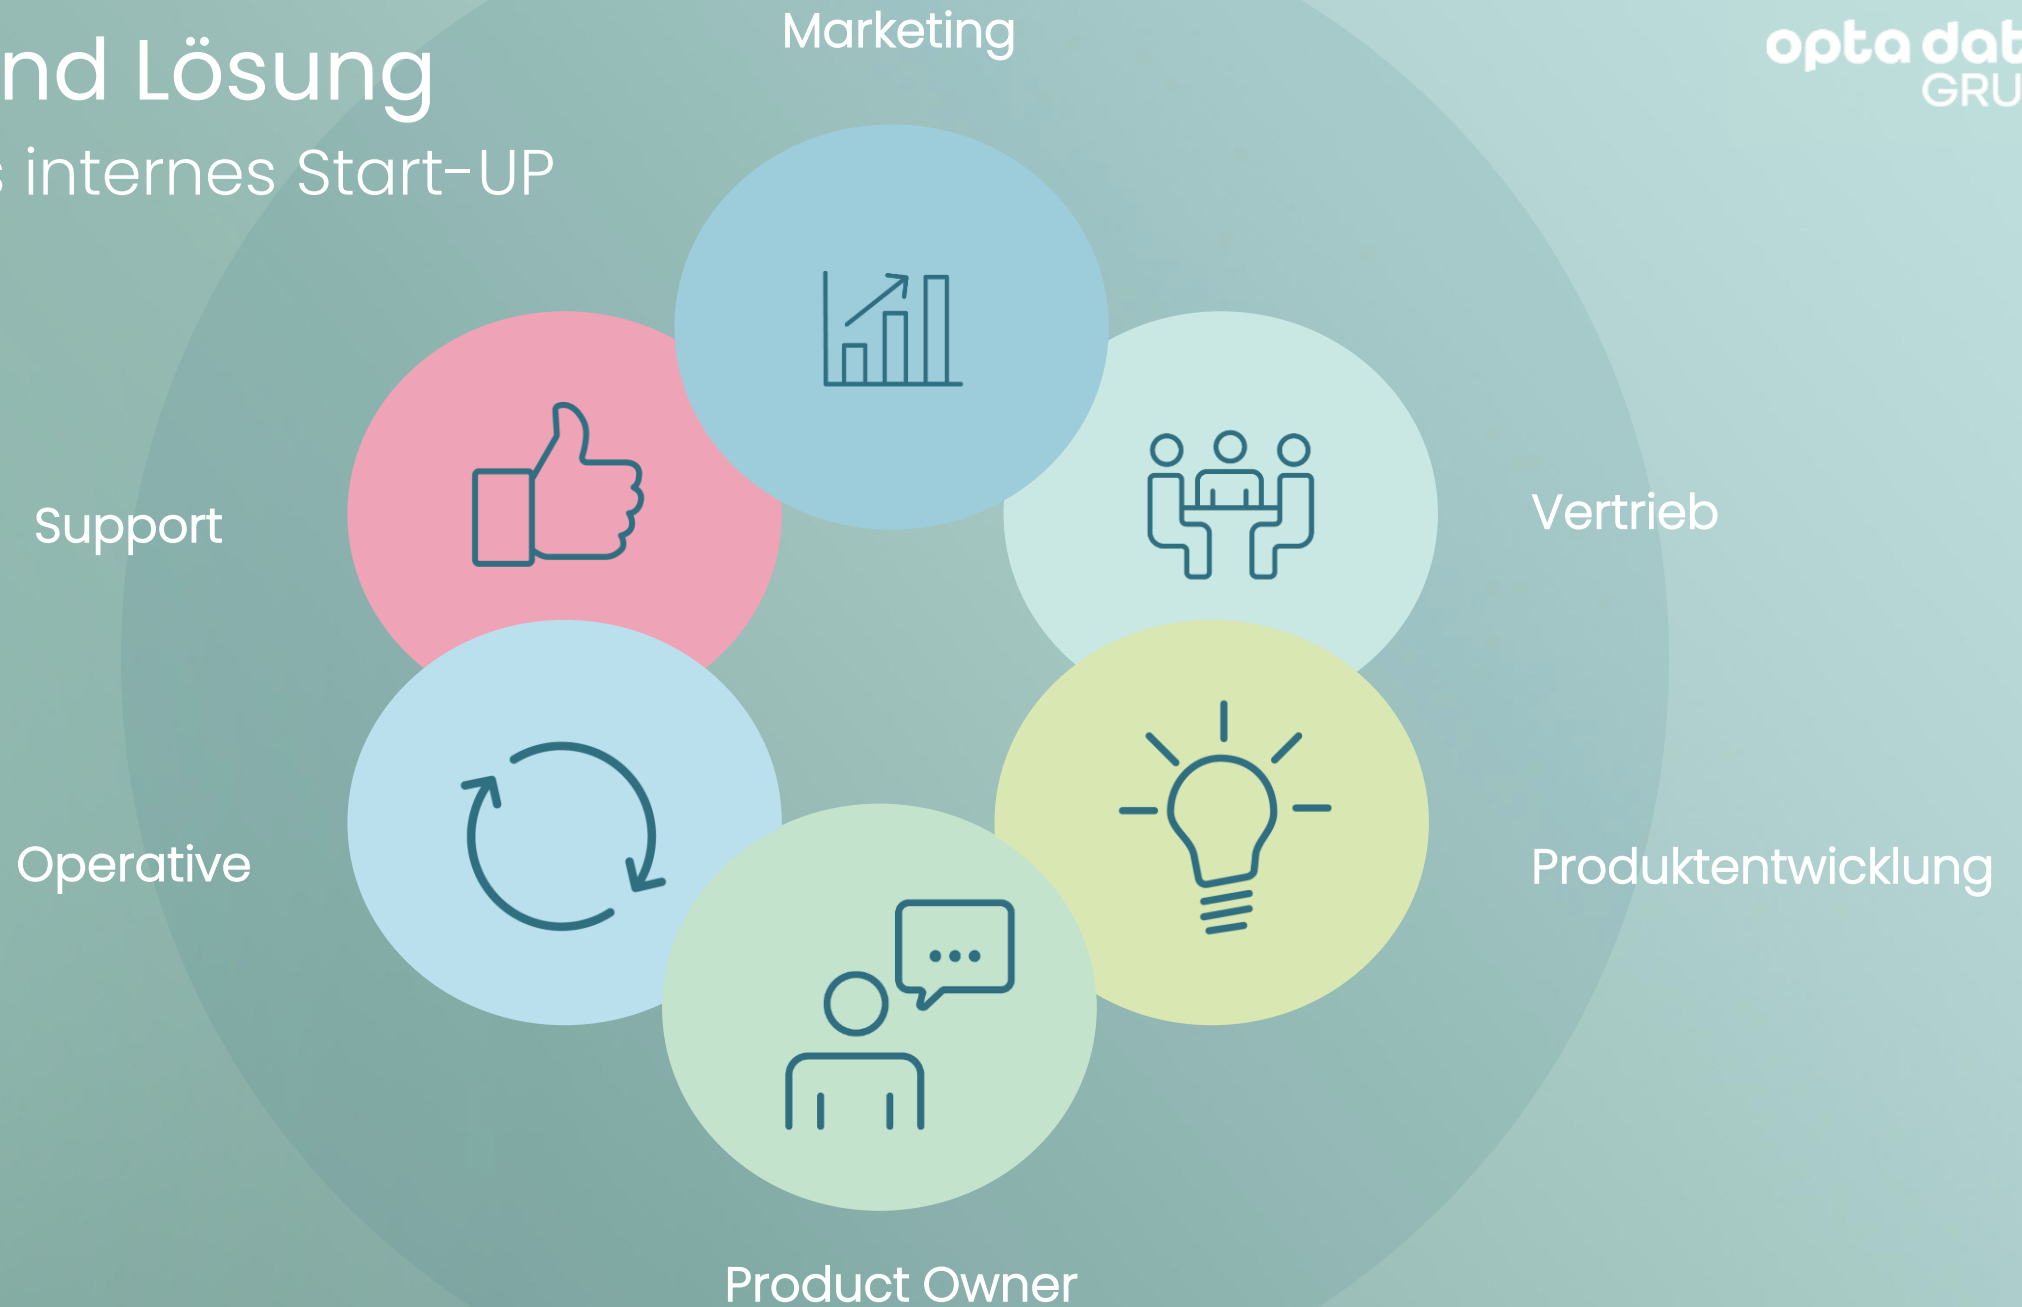 nd Lösung
s internes Start-UP
opta dat
GRU
Marketing
Support
Vertrieb
Operative
Produktentwicklung
Product Owner